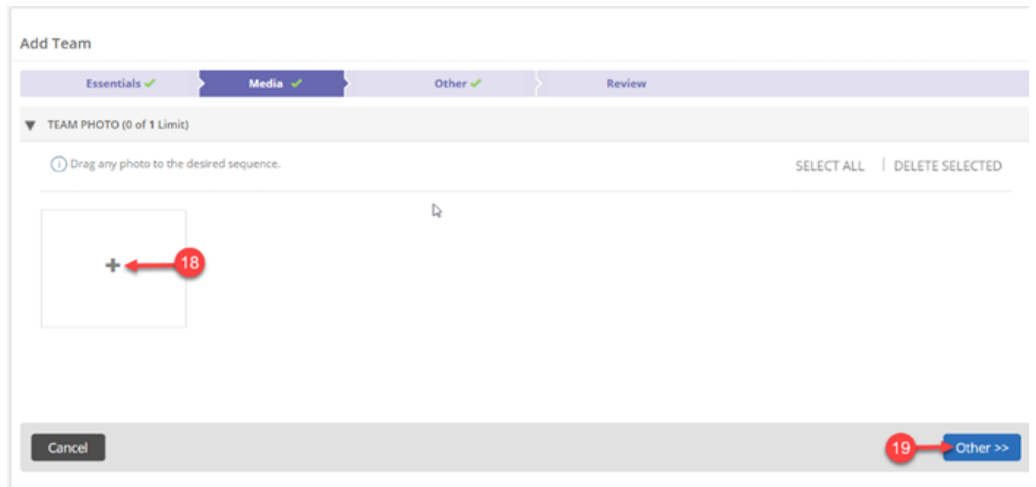 Add Team
Essentials Media Other Review
TEAM PHOTO (0 of 1 Limit)
Drag any photo to the desired sequence. SELECT ALL | DELETE SELECTED
18
Cancel 19 Other >>